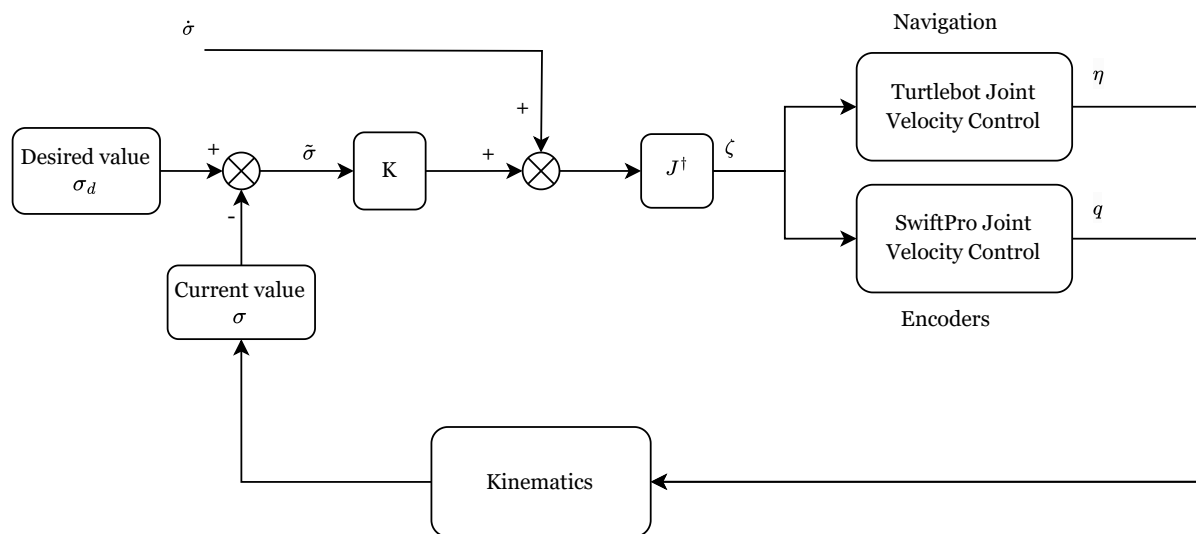 σ̇
Navigation
Turtlebot Joint
Velocity Control
η
+
Desired value
σ_d
+
σ̃
K
+
J†
ζ
-
SwiftPro Joint
Velocity Control
q
Current value
σ
Encoders
Kinematics